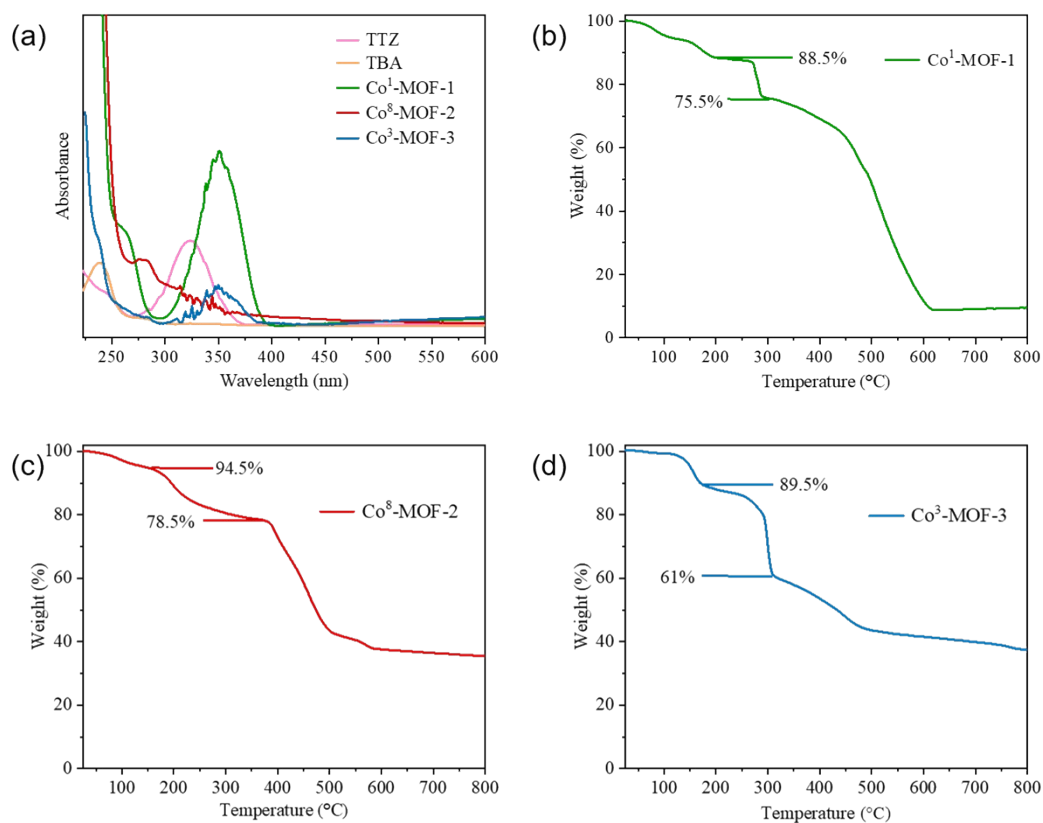 (a)
TTZ
TBA
Co¹-MOF-1
Co⁸-MOF-2
Co³-MOF-3
Absorbance
250 300 350 400 450 500 550 600
Wavelength (nm)
(b)
100
80
60
40
20
0
88.5%
75.5%
Co¹-MOF-1
Weight (%)
100 200 300 400 500 600 700 800
Temperature (°C)
(c)
100
80
60
40
20
0
94.5%
78.5%
Co⁸-MOF-2
Weight (%)
100 200 300 400 500 600 700 800
Temperature (°C)
(d)
100
80
60
40
20
0
89.5%
61%
Co³-MOF-3
Weight (%)
100 200 300 400 500 600 700 800
Temperature (°C)